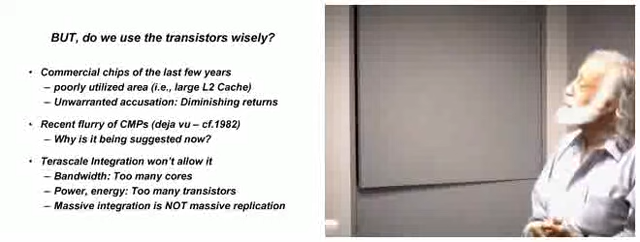 BUT, do we use the transistors wisely?
• Commercial chips of the last few years
– poorly utilized area (i.e., large L2 Cache)
– Unwarranted accusation: Diminishing returns
• Recent flurry of CMPs (deja vu – cf.1982)
– Why is it being suggested now?
• Terascale Integration won't allow it
– Bandwidth: Too many cores
– Power, energy: Too many transistors
– Massive integration is NOT massive replication